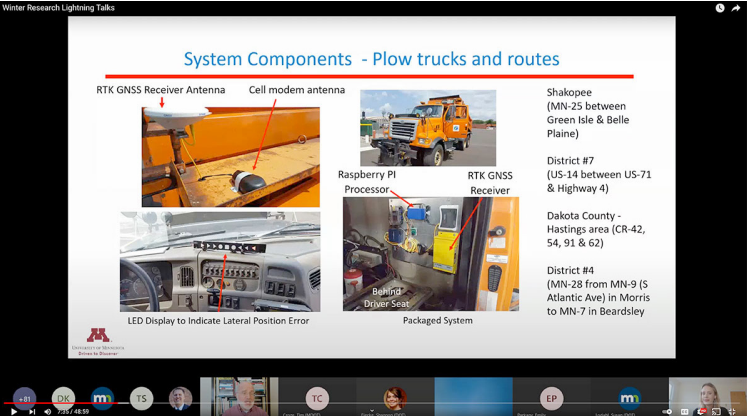 Winter Research Lightning Talks
System Components - Plow trucks and routes
RTK GNSS Receiver Antenna
Cell modem antenna
Raspberry PI
Processor
RTK GNSS
Receiver
Behind
Driver Seat
LED Display to Indicate Lateral Position Error
Packaged System
Shakopee
(MN-25 between
Green Isle & Belle
Plaine)
District #7
(US-14 between US-71
& Highway 4)
Dakota County -
Hastings area (CR-42,
54, 91 & 62)
District #4
(MN-28 from MN-9 (S
Atlantic Ave) in Morris
to MN-7 in Beardsley
M
UNIVERSITY OF MINNESOTA
Driven to Discover
+81
DK
mn
TS
TC
EP
mn
7:35 / 48:59